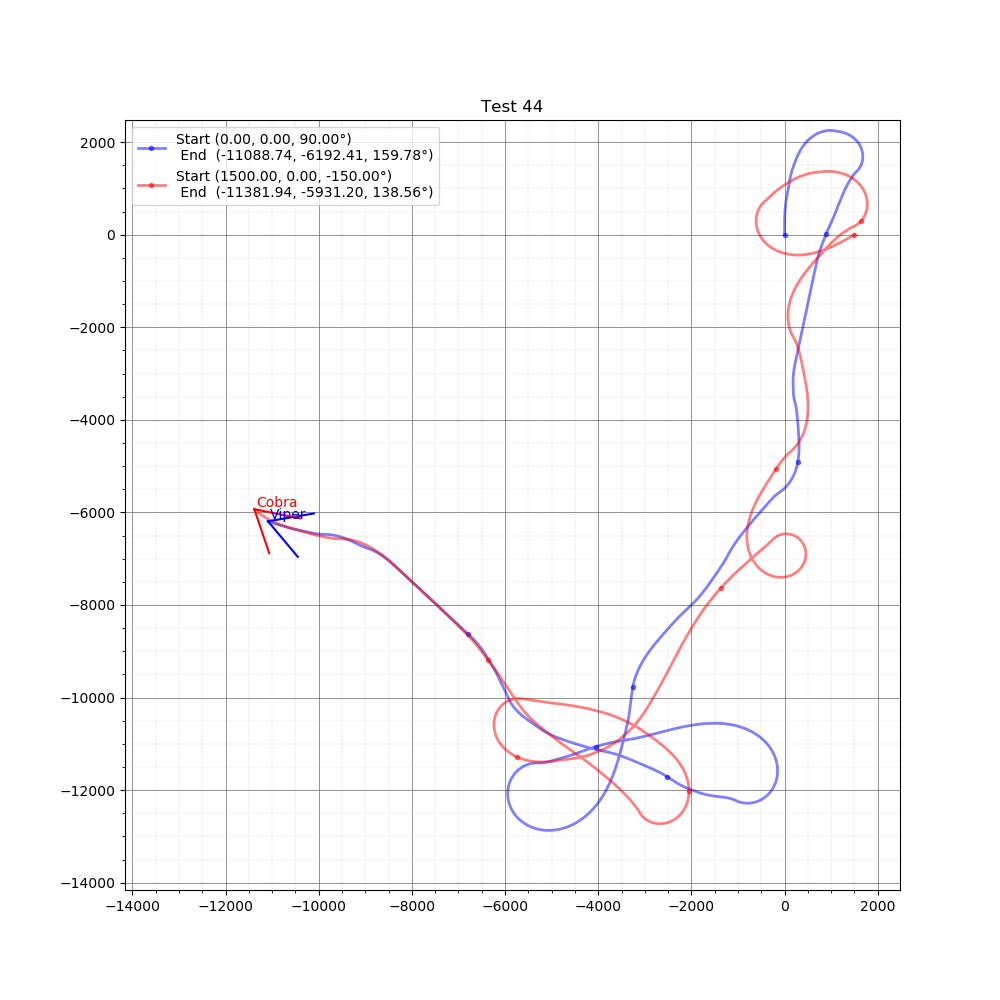 Test 44
Start (0.00, 0.00, 90.00°)
End  (-11088.74, -6192.41, 159.78°)
Start (1500.00, 0.00, -150.00°)
End  (-11381.94, -5931.20, 138.56°)
2000
0
−2000
−4000
Cobra
Viper
−6000
−8000
−10000
−12000
−14000
−14000 −12000 −10000 −8000 −6000 −4000 −2000 0 2000